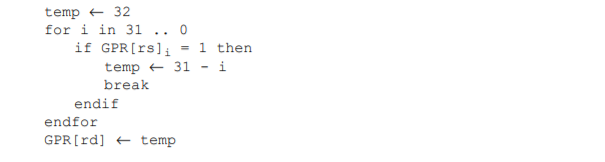 temp ← 32
for i in 31 .. 0
if GPR[rs]i = 1 then
temp ← 31 - i
break
endif
endfor
GPR[rd] ← temp